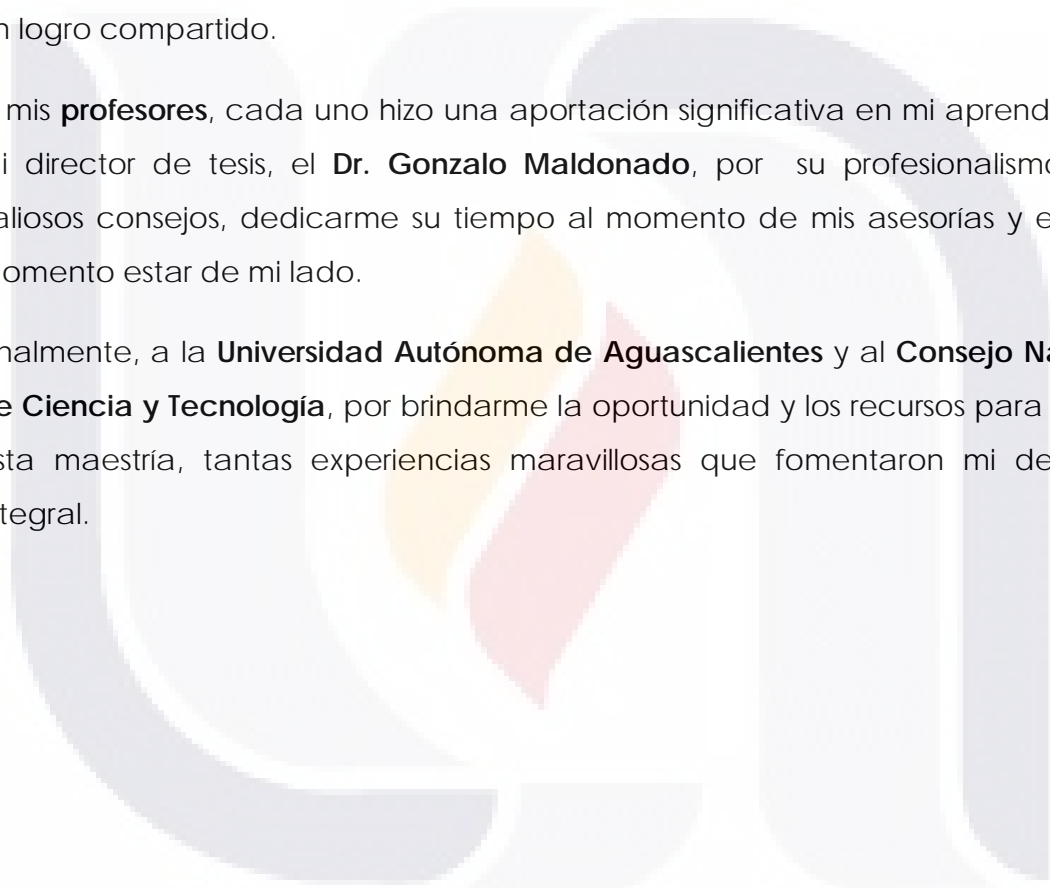 n logro compartido.
mis profesores, cada uno hizo una aportación significativa en mi aprend
i director de tesis, el Dr. Gonzalo Maldonado, por su profesionalismo
aliosos consejos, dedicarme su tiempo al momento de mis asesorías y e
omento estar de mi lado.
nalmente, a la Universidad Autónoma de Aguascalientes y al Consejo Na
e Ciencia y Tecnología, por brindarme la oportunidad y los recursos para
sta maestría, tantas experiencias maravillosas que fomentaron mi de
tegral.